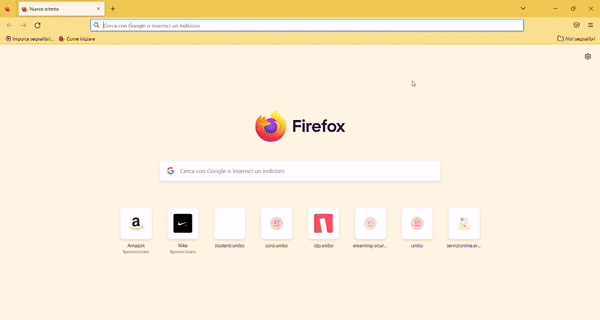 Nuova scheda
Cerca con Google o inserisci un indirizzo
Importa segnalibri...
Come iniziare
Altri segnalibri
Firefox
Cerca con Google o inserisci un indirizzo
Amazon
Sponsorizzato
Nike
Sponsorizzato
studenti.unibo
corsi.unibo
idp.unibo
elearning-sicur...
unibo
servizionline.er...